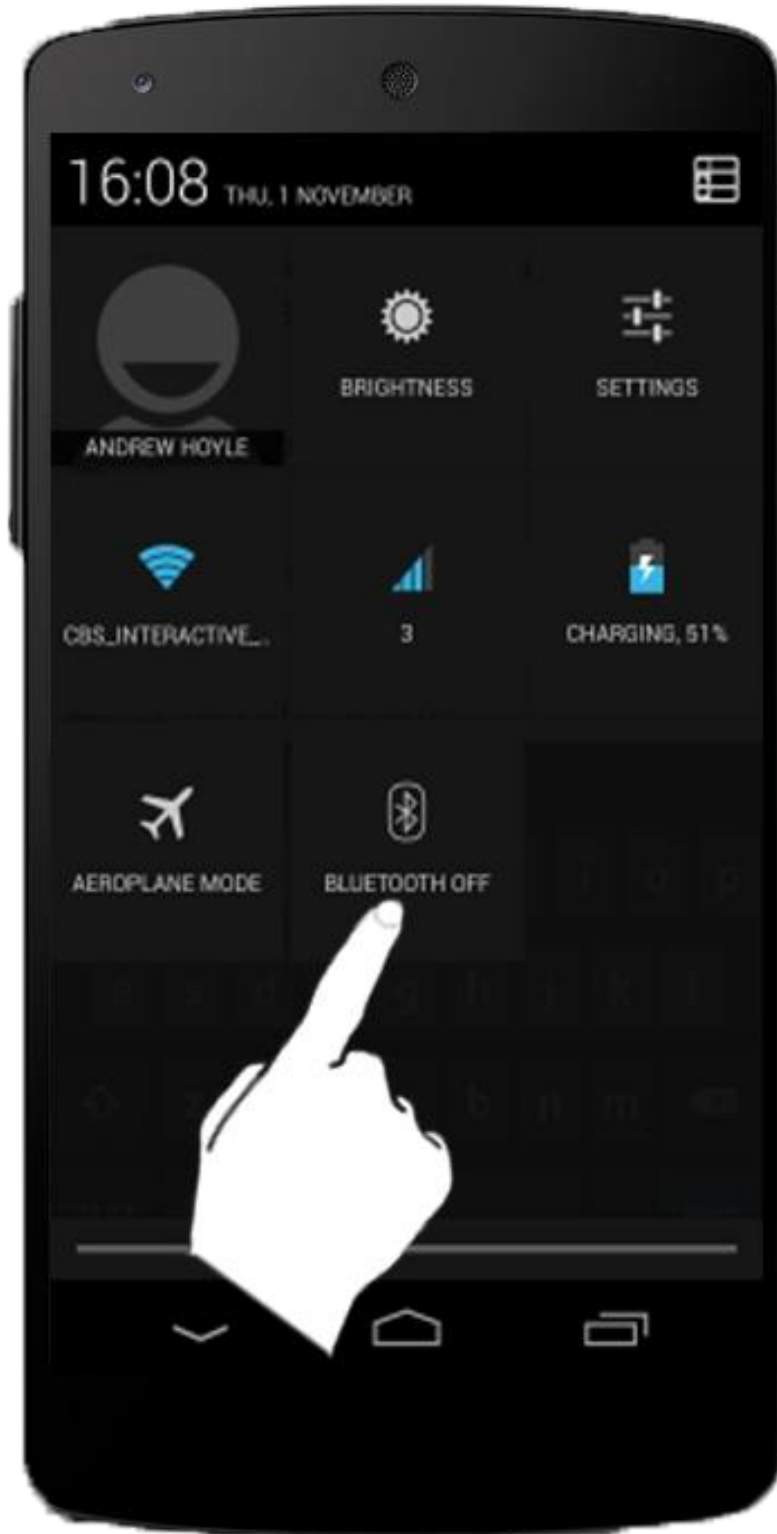 16:08 THU, 1 NOVEMBER
ANDREW HOYLE
BRIGHTNESS
SETTINGS
CBS_INTERACTIVE_..
3
CHARGING, 51%
AEROPLANE MODE
BLUETOOTH OFF
i o p
a s d g h j k l
z b n m